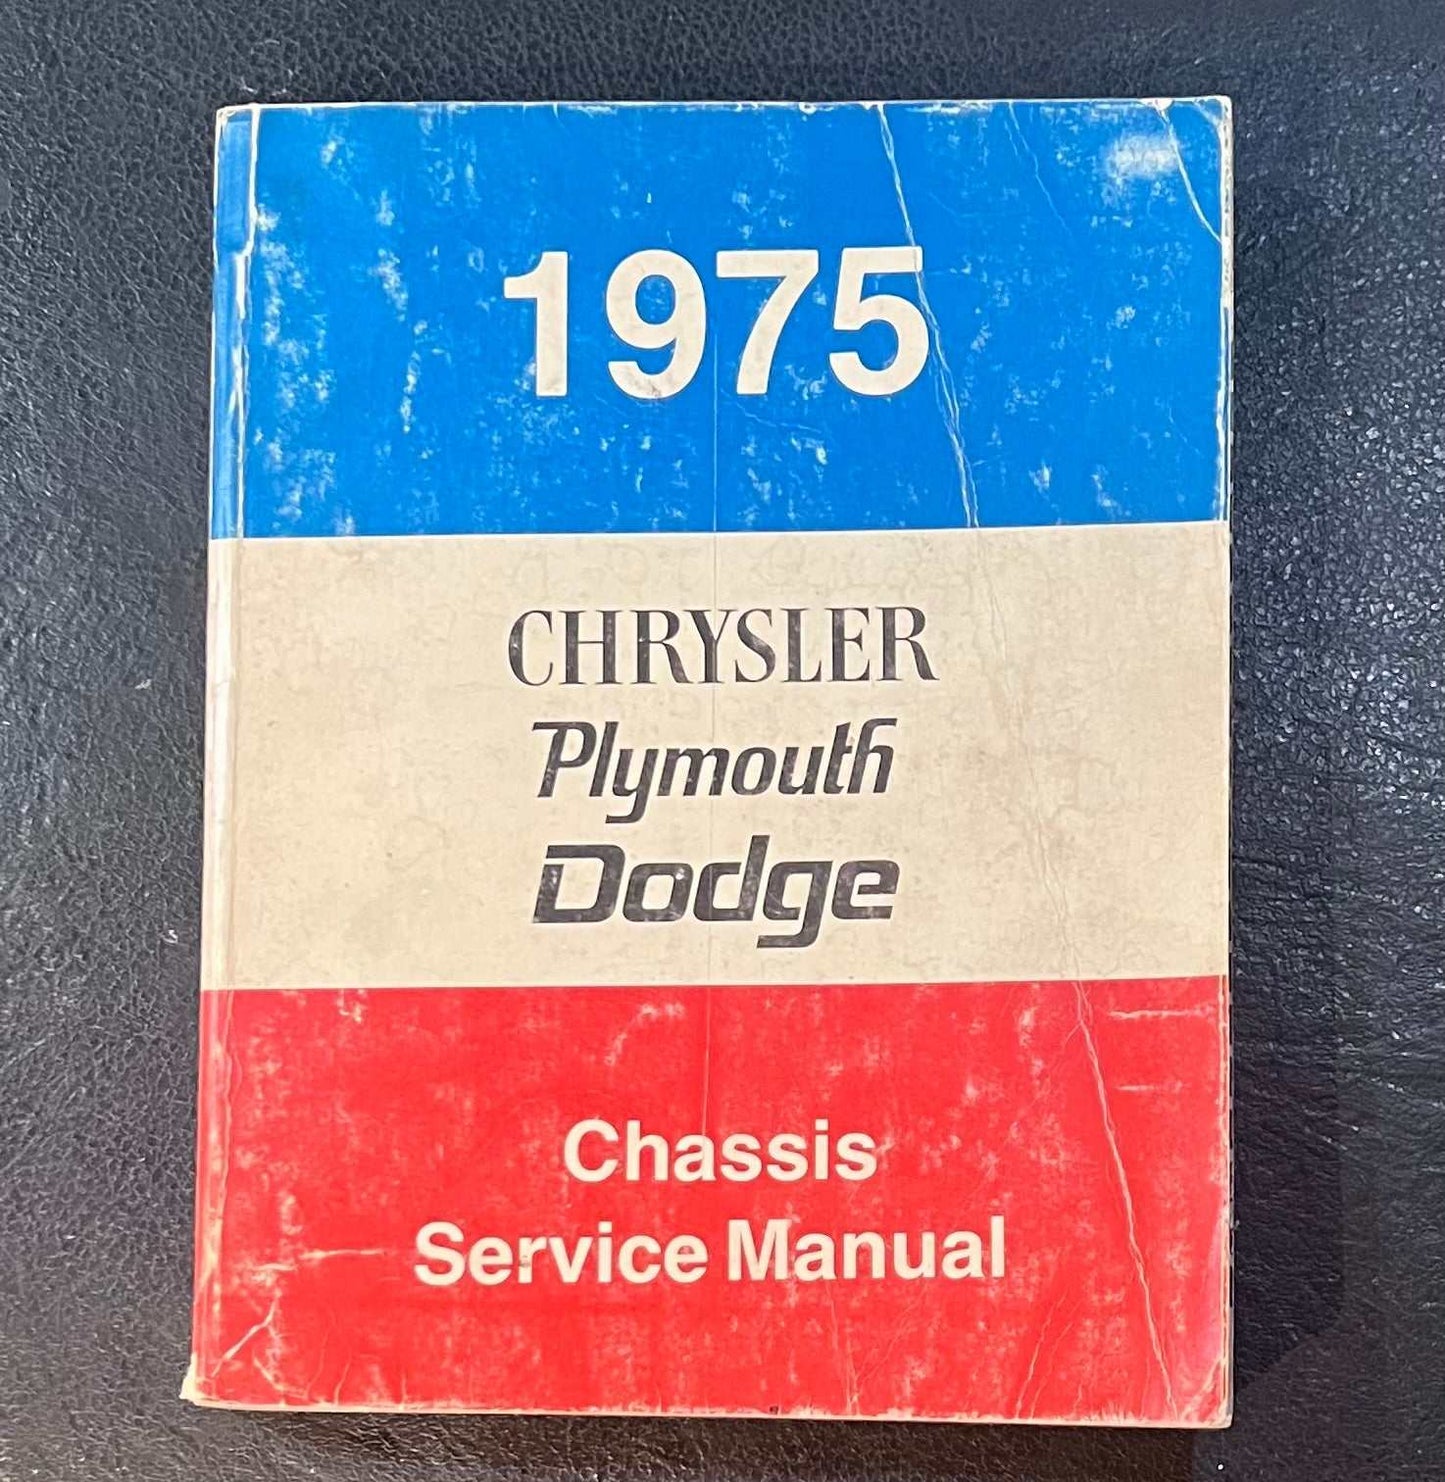 1975
CHRYSLER
Plymouth
Dodge
Chassis
Service Manual